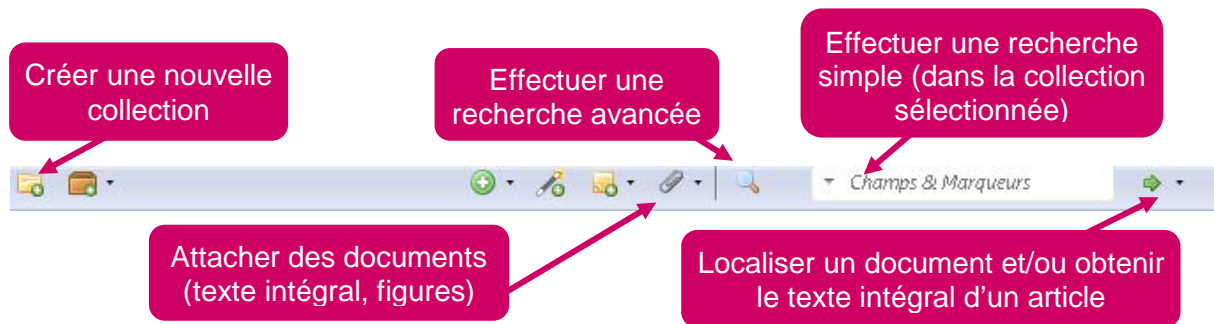 Créer une nouvelle
collection
Effectuer une
recherche avancée
Effectuer une recherche
simple (dans la collection
sélectionnée)
Champs & Marqueurs
Attacher des documents
(texte intégral, figures)
Localiser un document et/ou obtenir
le texte intégral d'un article